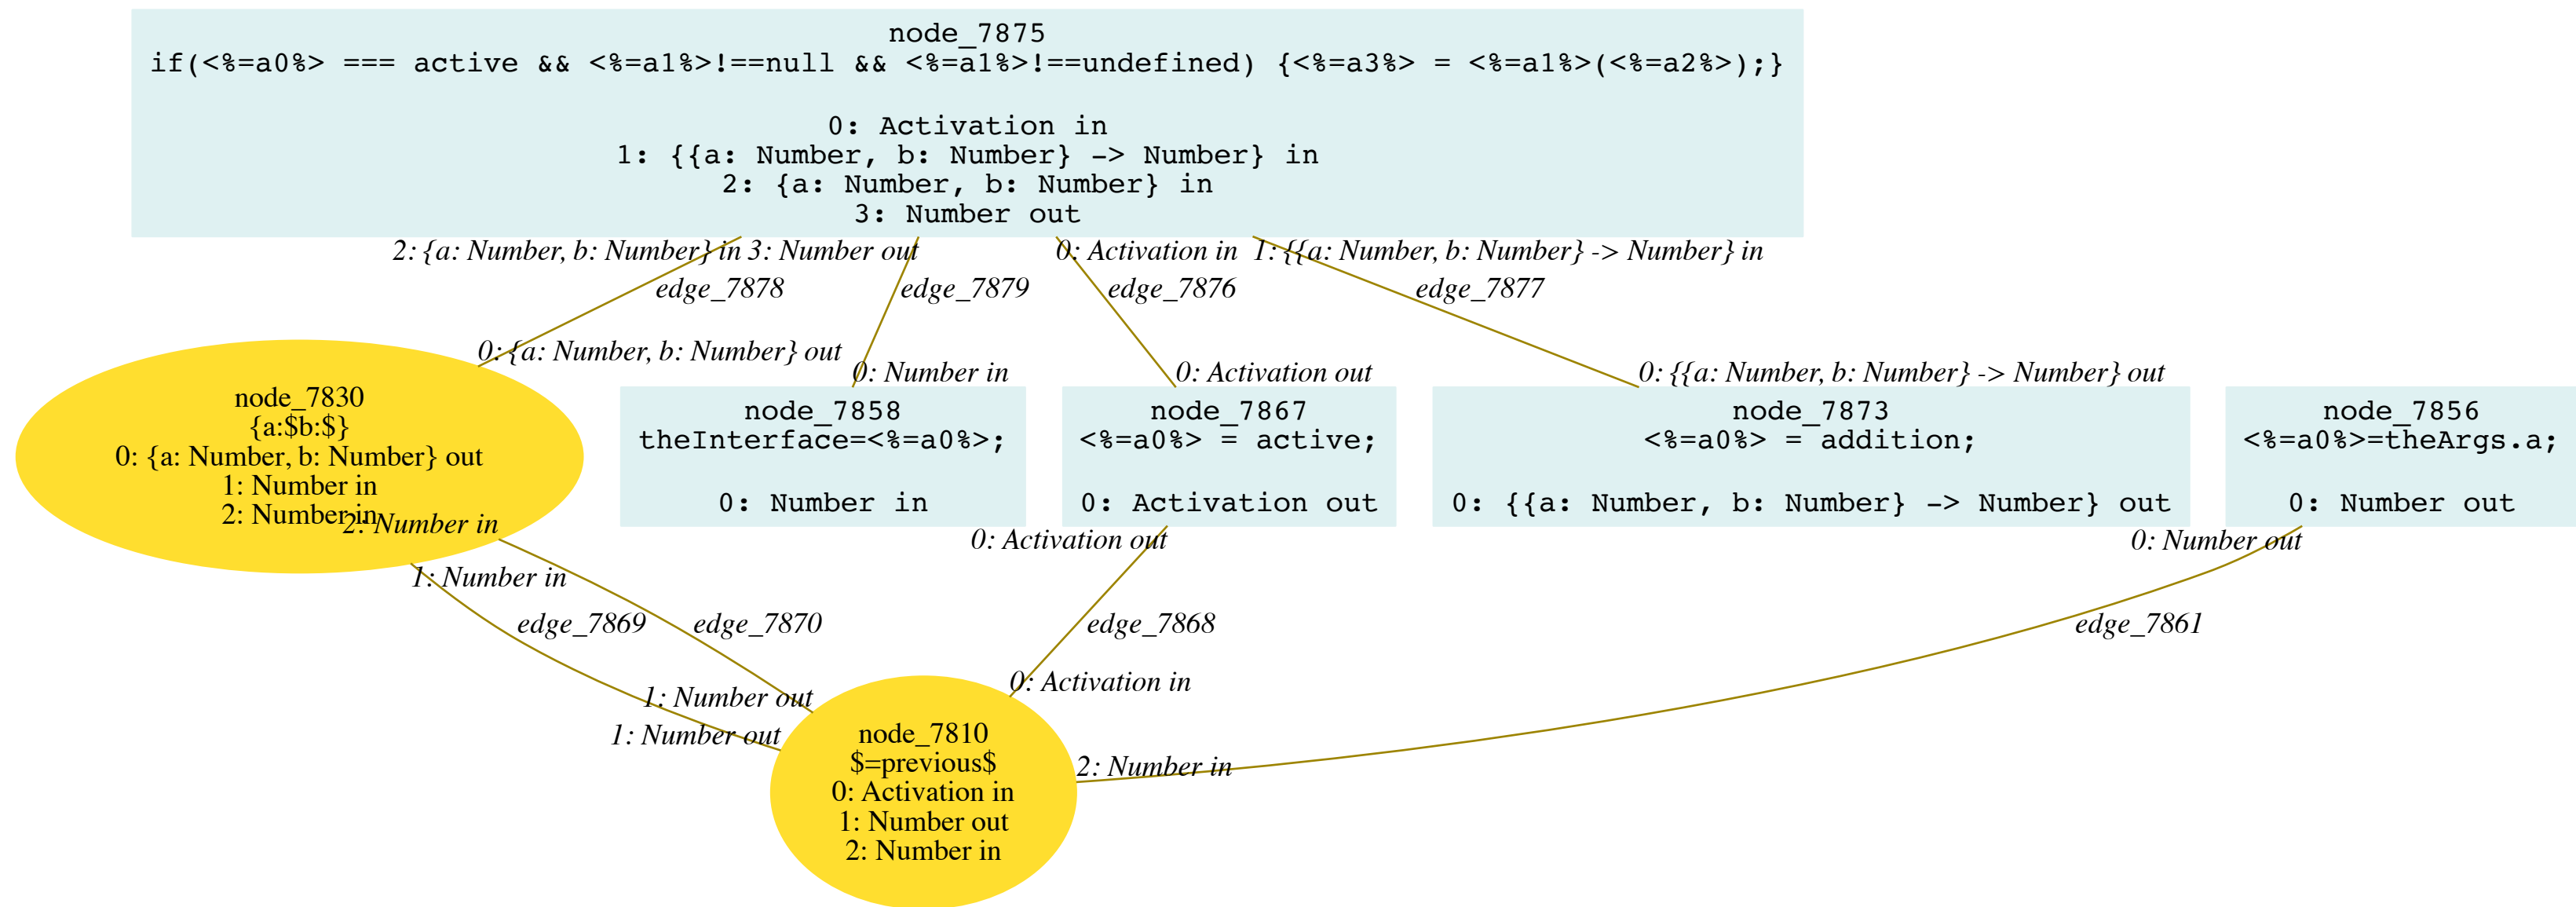 node_7875
if(<%=a0%> === active && <%=a1%>!==null && <%=a1%>!==undefined) {<%=a3%> = <%=a1%>(<%=a2%>);}
0: Activation in
1: {{a: Number, b: Number} -> Number} in
2: {a: Number, b: Number} in
3: Number out
2: {a: Number, b: Number} in
3: Number out
0: Activation in
1: {{a: Number, b: Number} -> Number} in
edge_7878
edge_7879
edge_7876
edge_7877
0: {a: Number, b: Number} out
0: Number in
0: Activation out
0: {{a: Number, b: Number} -> Number} out
node_7830
{a:$b:$}
0: {a: Number, b: Number} out
1: Number in
2: Number in
node_7858
theInterface=<%=a0%>;
0: Number in
node_7867
<%=a0%> = active;
0: Activation out
node_7873
<%=a0%> = addition;
0: {{a: Number, b: Number} -> Number} out
node_7856
<%=a0%>=theArgs.a;
0: Number out
2: Number in
1: Number in
0: Activation out
0: Number out
edge_7869
edge_7870
edge_7868
edge_7861
1: Number out
1: Number out
0: Activation in
2: Number in
node_7810
$=previous$
0: Activation in
1: Number out
2: Number in